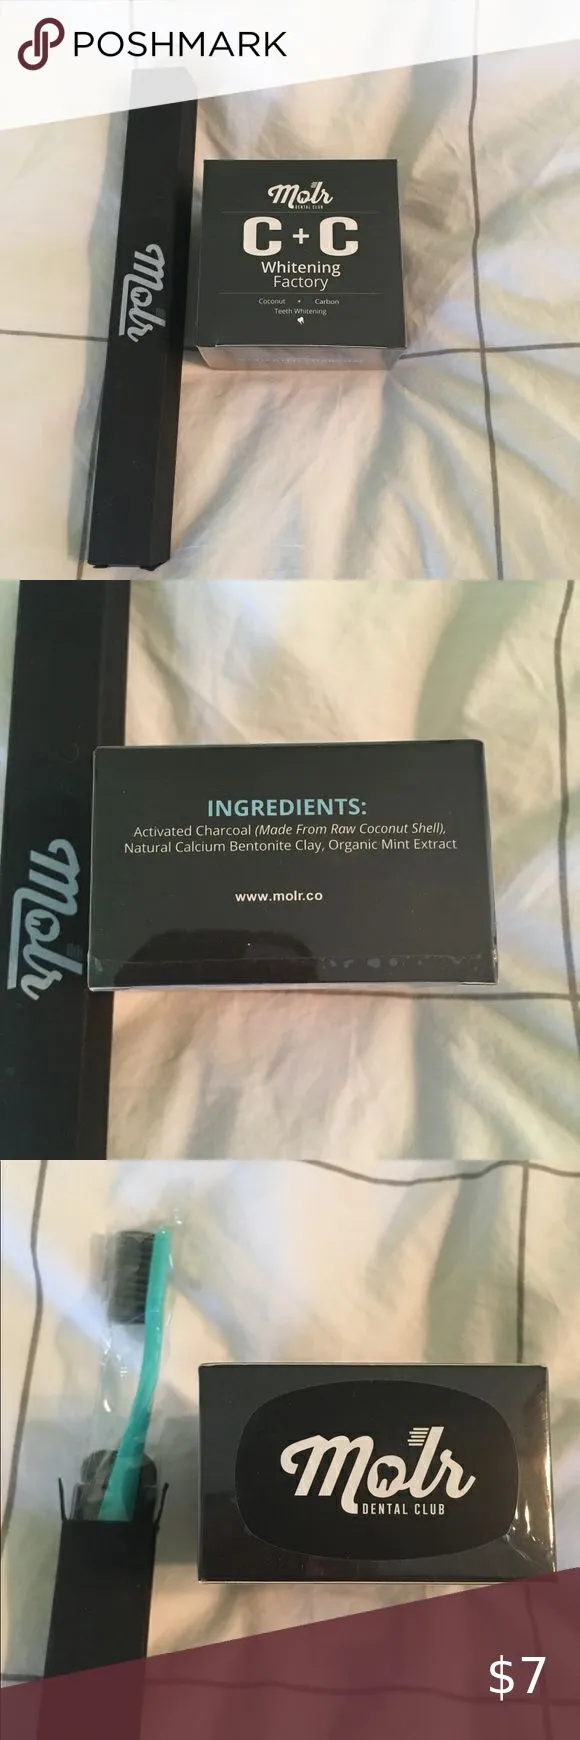 POSHMARK
Molr
Molr
DENTAL CLUB
C + C
Whitening
Factory
Coconut + Carbon
Teeth Whitening
Molr
INGREDIENTS:
Activated Charcoal (Made From Raw Coconut Shell),
Natural Calcium Bentonite Clay, Organic Mint Extract
www.molr.co
Molr
DENTAL CLUB
$7